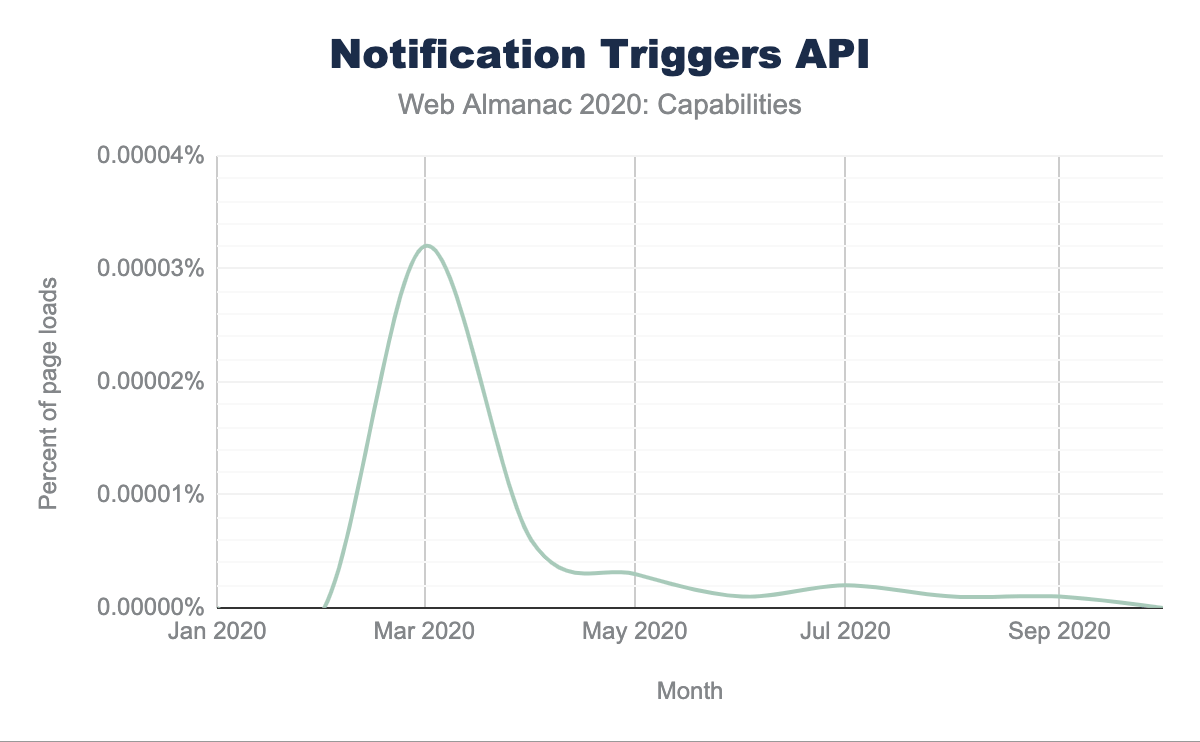 Notification Triggers API
Web Almanac 2020: Capabilities
0.00004%
0.00003%
0.00002%
0.00001%
0.00000%
Percent of page loads
Jan 2020
Mar 2020
May 2020
Jul 2020
Sep 2020
Month